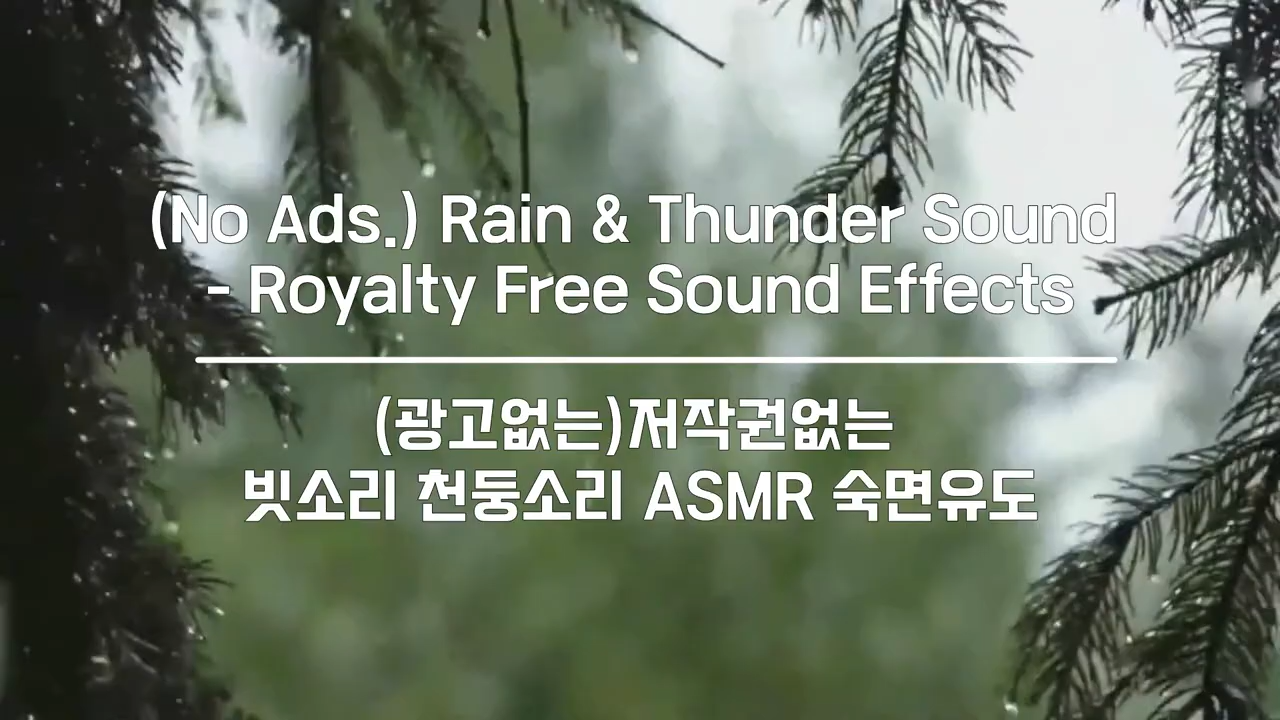 (No Ads.) Rain & Thunder Sound
- Royalty Free Sound Effects
(광고없는)저작권없는
빗소리 천둥소리 ASMR 숙면유도